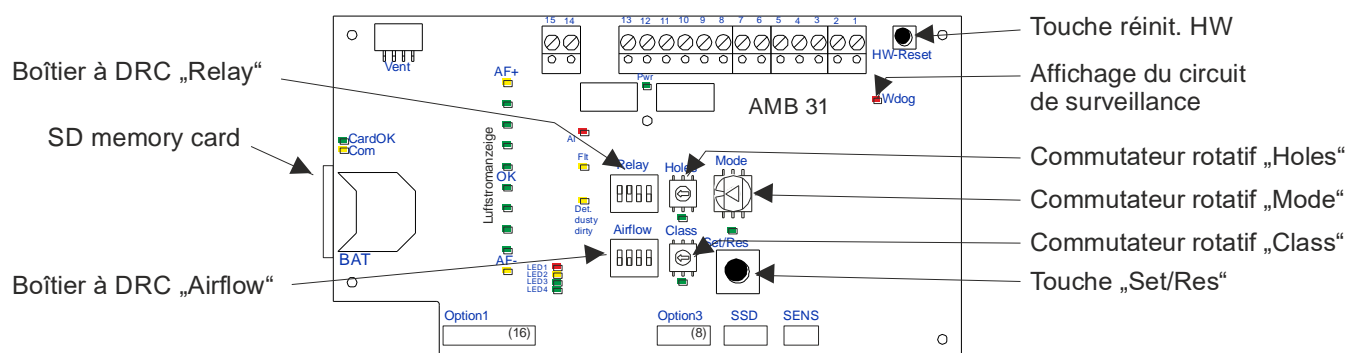 15 14 13 12 11 10 9 8 7 6 5 4 3 2 1
Touche réinit. HW
HW-Reset
Vent
Boîtier à DRC „Relay“
AF+
Pwr
Affichage du circuit
de surveillance
Wdog
AMB 31
SD memory card
CardOK
Com
Al
Flt
Luftstromanzeige
OK
Relay
Holes
Mode
Commutateur rotatif „Holes“
Commutateur rotatif „Mode“
Det.
dusty
dirty
Airflow
Class
Set/Res
Commutateur rotatif „Class“
BAT
AF-
LED1
LED2
LED3
LED4
Boîtier à DRC „Airflow“
Touche „Set/Res“
Option1
(16)
Option3
(8)
SSD
SENS